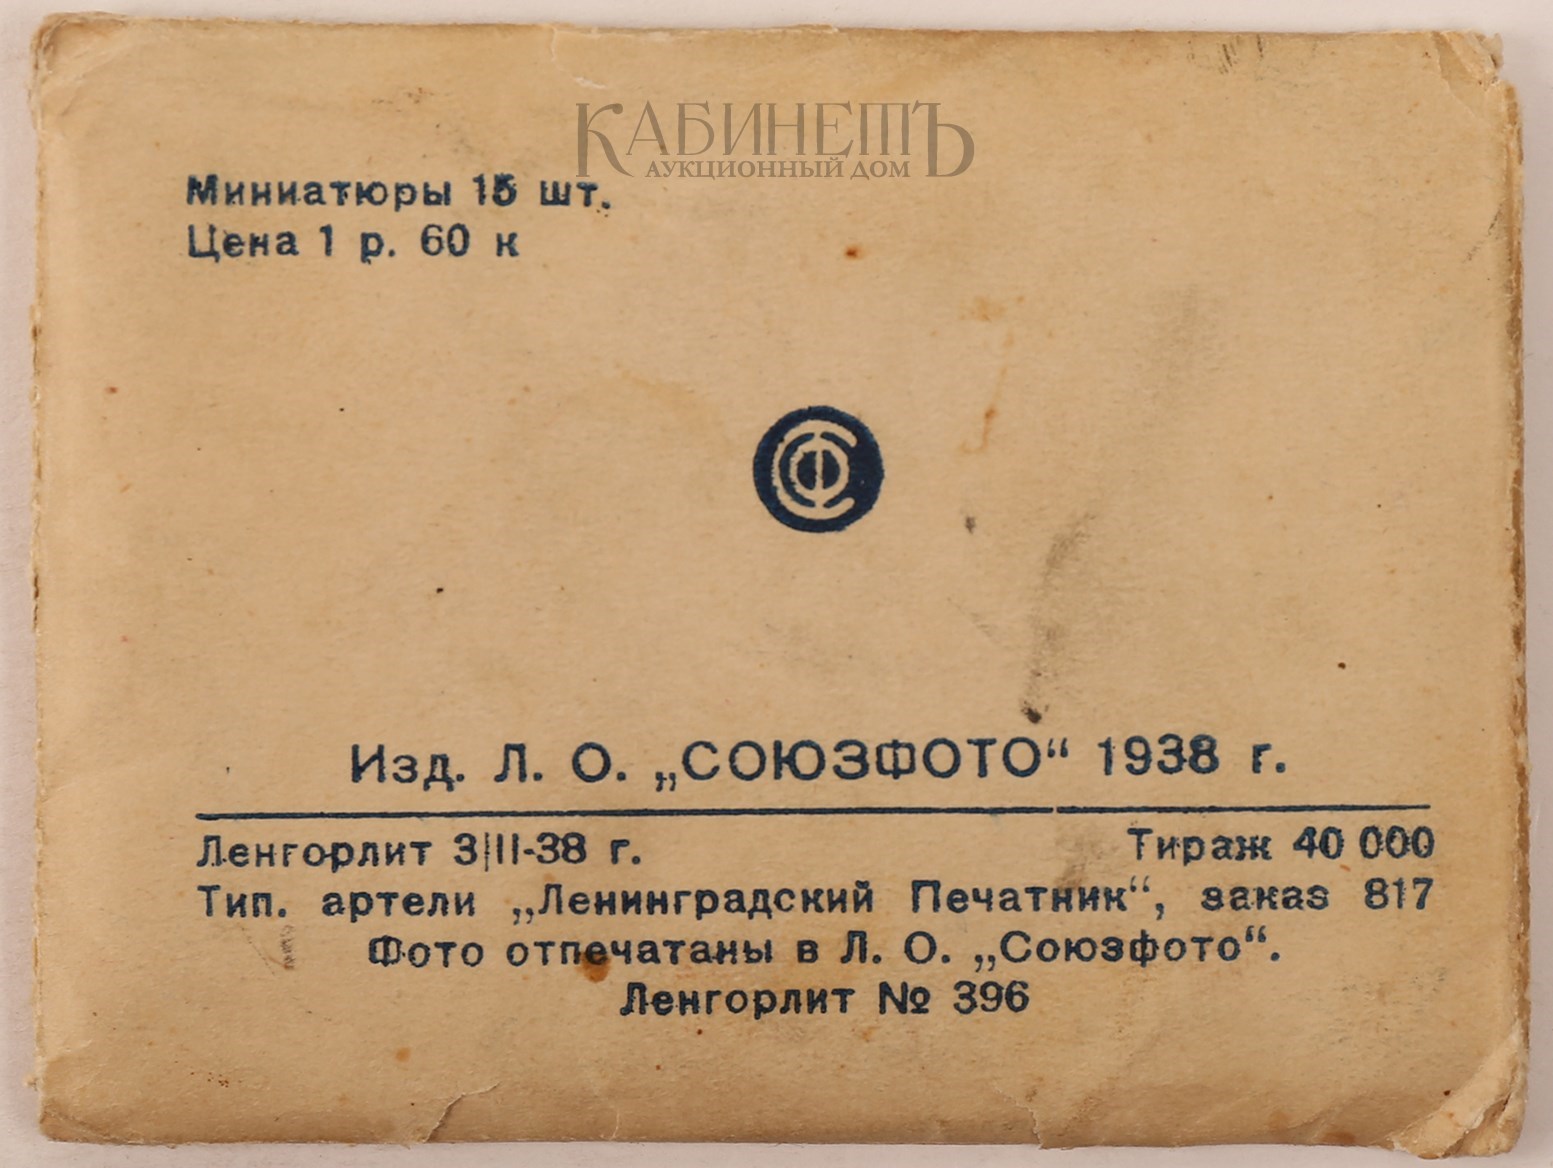 КАБИНЕТЪ
АУКЦИОННЫЙ ДОМ
Миниатюры 15 шт.
Цена 1 р. 60 к
Изд. Л. О. „СОЮЗФОТО“ 1938 г.
Ленгорлит 3|II-38 г. Тираж 40 000
Тип. артели „Ленинградский Печатник“, заказ 817
Фото отпечатаны в Л. О. „Союзфото“.
Ленгорлит № 396